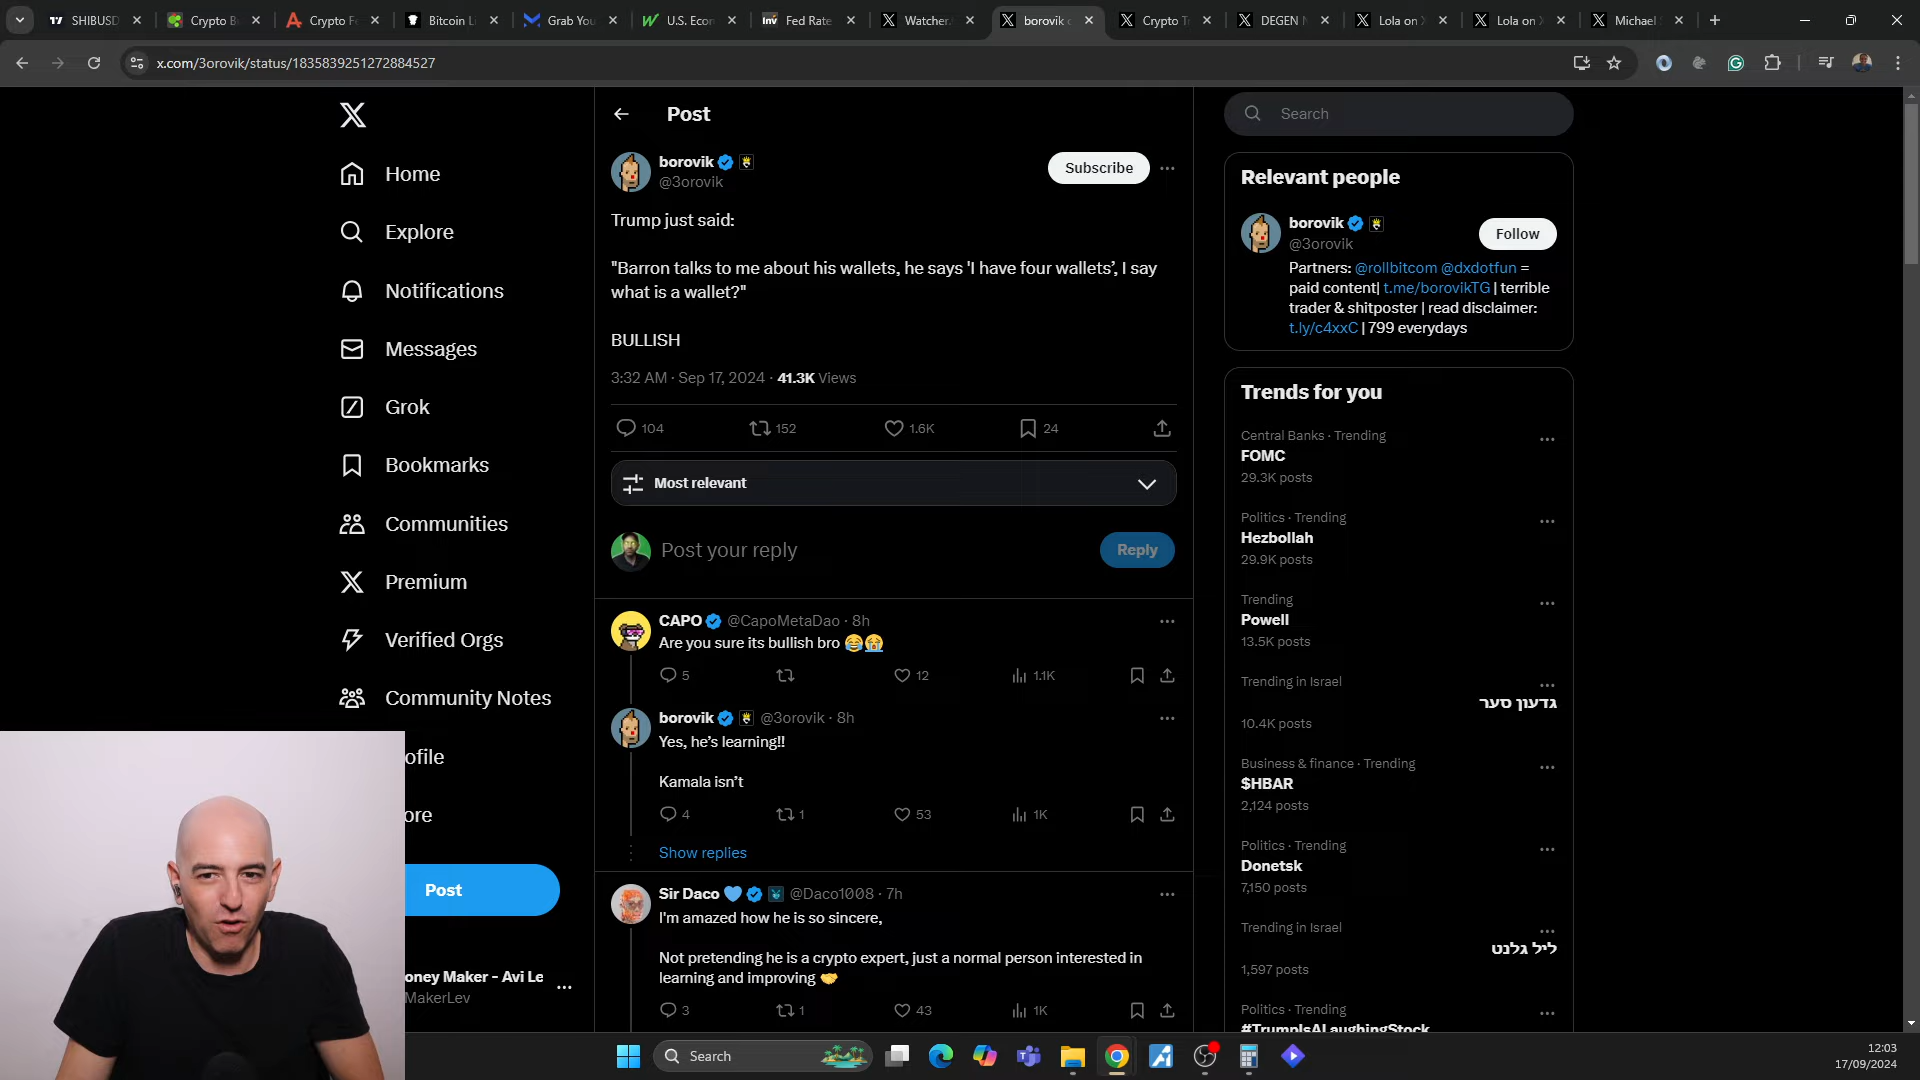 SHIBUSD
Crypto B
Crypto Fe
Bitcoin Li
Grab You
U.S. Econ
Fed Rate
Watcher.
borovik
Crypto T
DEGEN
Lola on X
Lola on X
Michael
x.com/3orovik/status/1835839251272884527
Home
Explore
Notifications
Messages
Grok
Bookmarks
Communities
Premium
Verified Orgs
Community Notes
ofile
ore
Post
oney Maker - Avi Le
MakerLev
Post
borovik
@3orovik
Subscribe
Trump just said:
"Barron talks to me about his wallets, he says 'I have four wallets’, I say
what is a wallet?"
BULLISH
3:32 AM · Sep 17, 2024 · 41.3K Views
104 152 1.6K 24
Most relevant
Post your reply
Reply
CAPO @CapoMetaDao · 8h
Are you sure its bullish bro 😂😭
5 12 1.1K
borovik @3orovik · 8h
Yes, he’s learning!!
Kamala isn’t
4 1 53 1K
Show replies
Sir Daco 💙 @Daco1008 · 7h
I'm amazed how he is so sincere,
Not pretending he is a crypto expert, just a normal person interested in
learning and improving 🤝
3 1 43 1K
Search
Relevant people
borovik
@3orovik
Follow
Partners: @rollbitcom @dxdotfun =
paid content| t.me/borovikTG | terrible
trader & shitposter | read disclaimer:
t.ly/c4xxC | 799 everydays
Trends for you
Central Banks · Trending
FOMC
29.3K posts
Politics · Trending
Hezbollah
29.9K posts
Trending
Powell
13.5K posts
Trending in Israel
גדעון סער
10.4K posts
Business & finance · Trending
$HBAR
2,124 posts
Politics · Trending
Donetsk
7,150 posts
Trending in Israel
ליל גלנט
1,597 posts
Politics · Trending
#TrumpIsALaughingStock
Search
12:03
17/09/2024